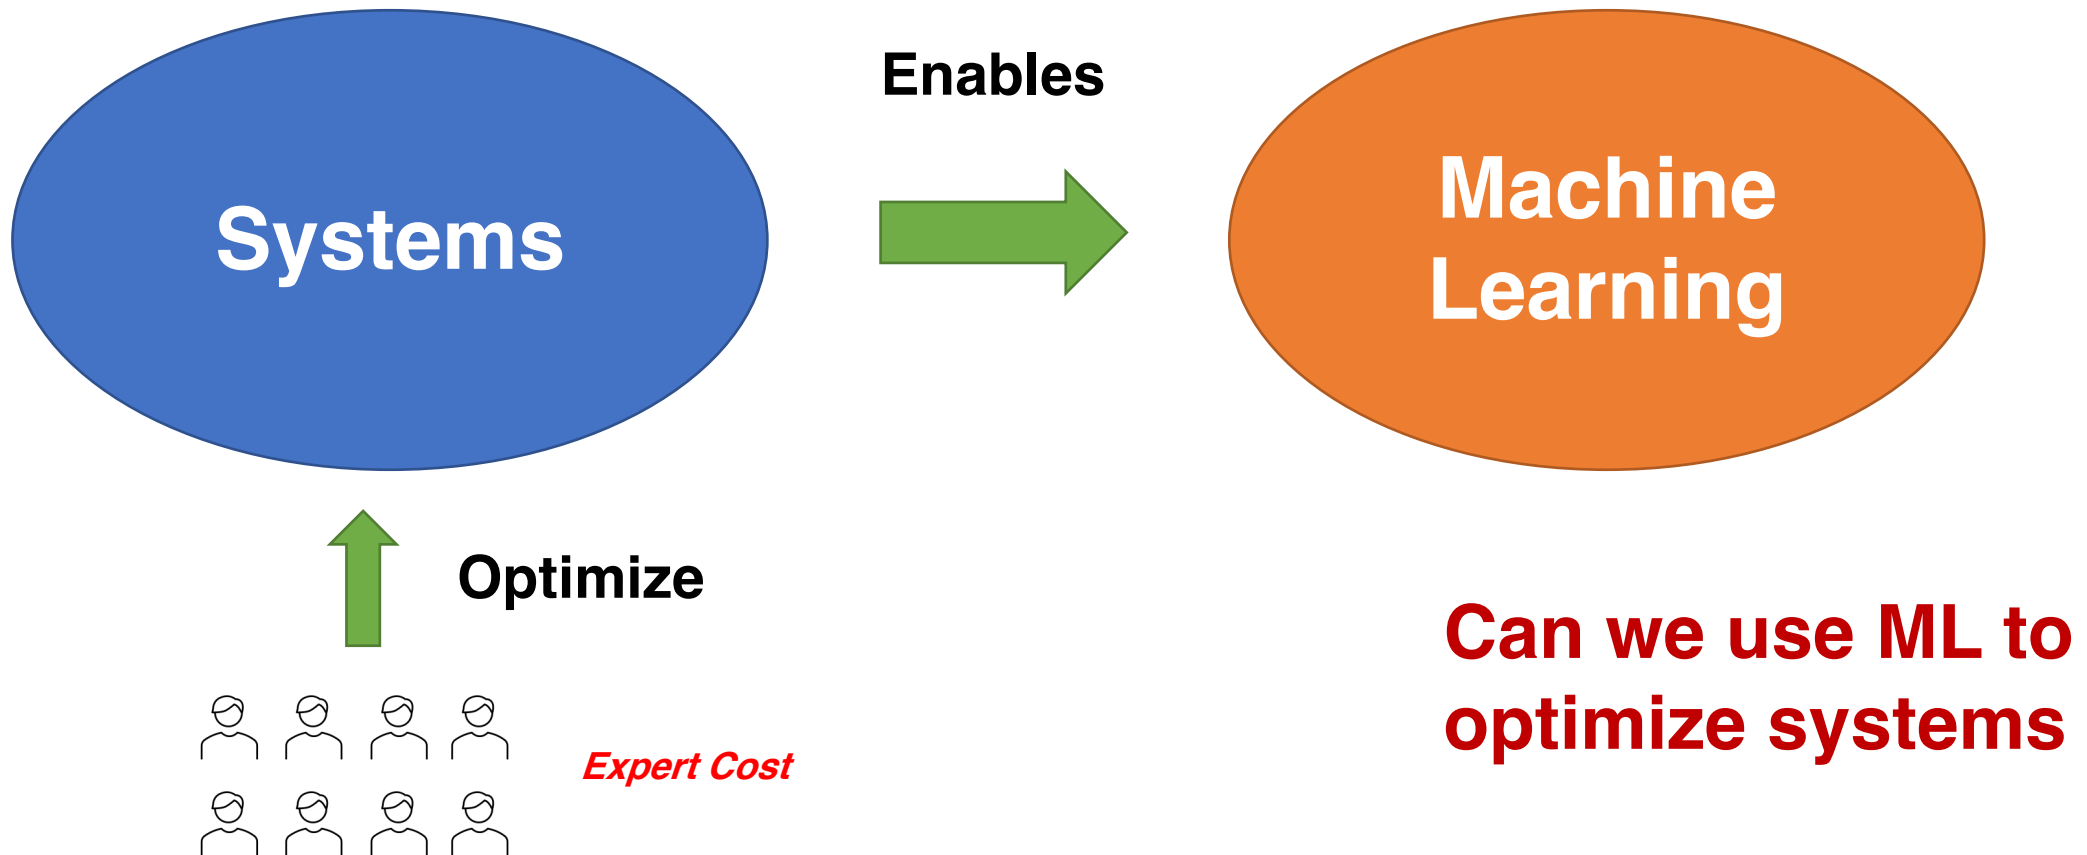 Enables
Systems
Machine
Learning
Optimize
Expert Cost
Can we use ML to
optimize systems